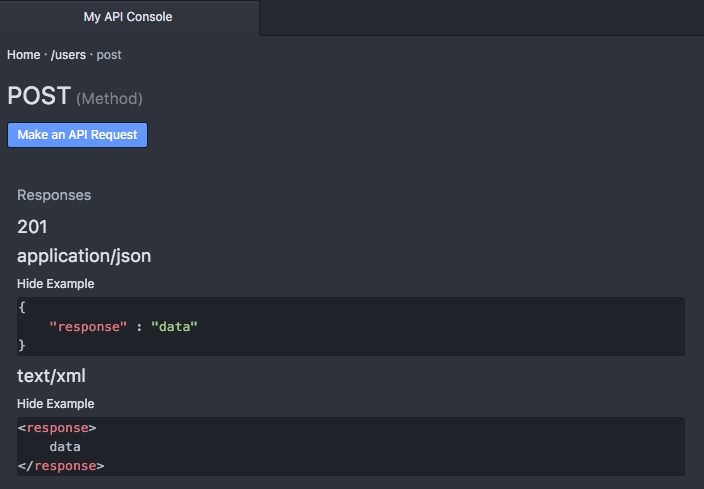 My API Console
Home · /users · post
POST (Method)
Make an API Request
Responses
201
application/json
Hide Example
{
    "response" : "data"
}
text/xml
Hide Example
<response>
    data
</response>